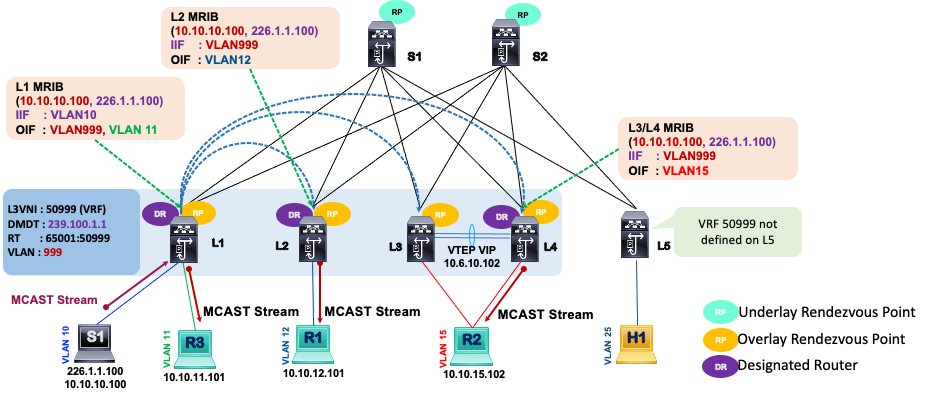 L2 MRIB
(10.10.10.100, 226.1.1.100)
IIF : VLAN999
OIF : VLAN12
RP
S1
RP
S2
L1 MRIB
(10.10.10.100, 226.1.1.100)
IIF : VLAN10
OIF : VLAN999, VLAN 11
L3/L4 MRIB
(10.10.10.100, 226.1.1.100)
IIF : VLAN999
OIF : VLAN15
L3VNI : 50999 (VRF)
DMDT : 239.100.1.1
RT : 65001:50999
VLAN : 999
DR
RP
L1
DR
RP
L2
RP
L3
DR
RP
L4
VTEP VIP
10.6.10.102
L5
VRF 50999 not
defined on L5
MCAST Stream
MCAST Stream
MCAST Stream
MCAST Stream
VLAN 10
S1
226.1.1.100
10.10.10.100
VLAN 11
R3
10.10.11.101
VLAN 12
R1
10.10.12.101
VLAN 15
R2
10.10.15.102
VLAN 25
H1
RP
Underlay Rendezvous Point
RP
Overlay Rendezvous Point
DR
Designated Router